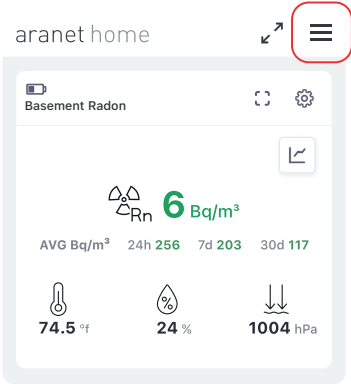 aranet home
Basement Radon
Rn 6 Bq/m³
AVG Bq/m³ 24h 256 7d 203 30d 117
%
74.5 °f 24 % 1004 hPa